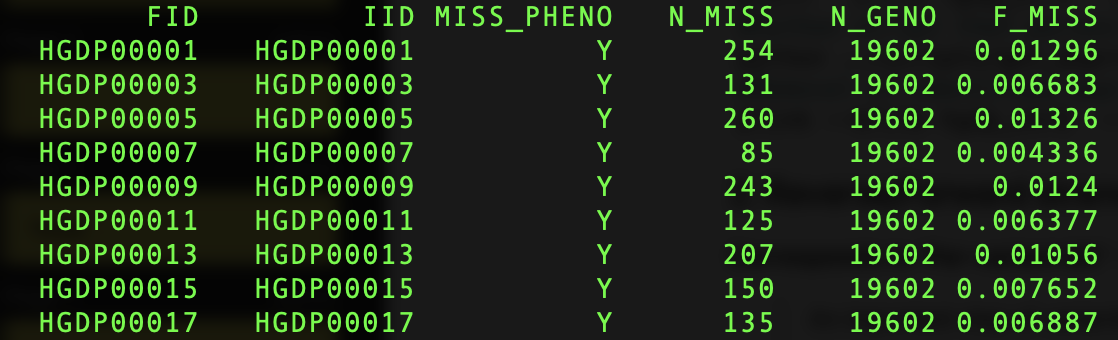 FID IID MISS_PHENO N_MISS N_GENO F_MISS
HGDP00001 HGDP00001 Y 254 19602 0.01296
HGDP00003 HGDP00003 Y 131 19602 0.006683
HGDP00005 HGDP00005 Y 260 19602 0.01326
HGDP00007 HGDP00007 Y 85 19602 0.004336
HGDP00009 HGDP00009 Y 243 19602 0.0124
HGDP00011 HGDP00011 Y 125 19602 0.006377
HGDP00013 HGDP00013 Y 207 19602 0.01056
HGDP00015 HGDP00015 Y 150 19602 0.007652
HGDP00017 HGDP00017 Y 135 19602 0.006887